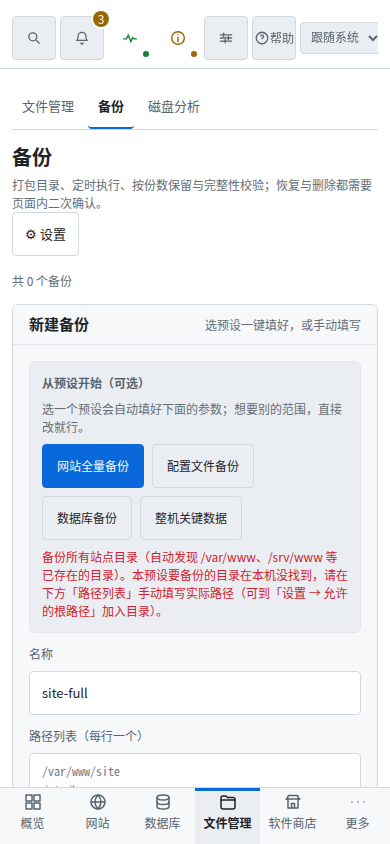 3
帮助
跟随系统
文件管理 备份 磁盘分析
备份
打包目录、定时执行、按份数保留与完整性校验；恢复与删除都需要
页面内二次确认。
设置
共 0 个备份
新建备份 选预设一键填好，或手动填写
从预设开始（可选）
选一个预设会自动填好下面的参数；想要别的范围，直接
改就行。
网站全量备份 配置文件备份
数据库备份 整机关键数据
备份所有站点目录（自动发现 /var/www、/srv/www 等
已存在的目录）。本预设要备份的目录在本机没找到，请在
下方「路径列表」手动填写实际路径（可到「设置 → 允许
的根路径」加入目录）。
名称
site-full
路径列表（每行一个）
/var/www/site
概览 网站 数据库 文件管理 软件商店 更多